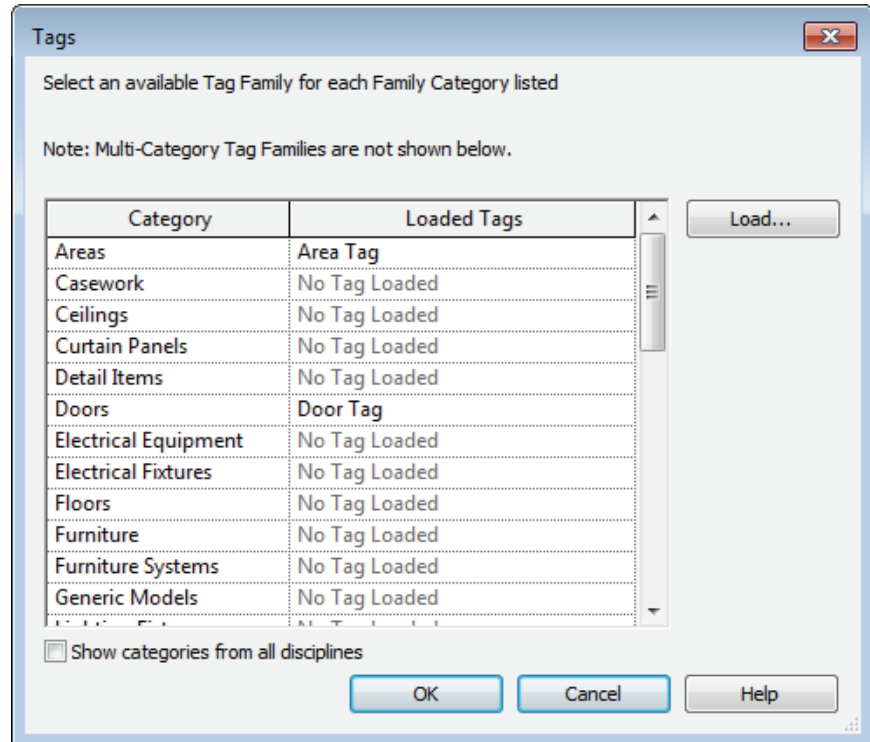 Tags
Select an available Tag Family for each Family Category listed
Note: Multi-Category Tag Families are not shown below.
Category Loaded Tags
Load...
Areas Area Tag
Casework No Tag Loaded
Ceilings No Tag Loaded
Curtain Panels No Tag Loaded
Detail Items No Tag Loaded
Doors Door Tag
Electrical Equipment No Tag Loaded
Electrical Fixtures No Tag Loaded
Floors No Tag Loaded
Furniture No Tag Loaded
Furniture Systems No Tag Loaded
Generic Models No Tag Loaded
Show categories from all disciplines
OK Cancel Help